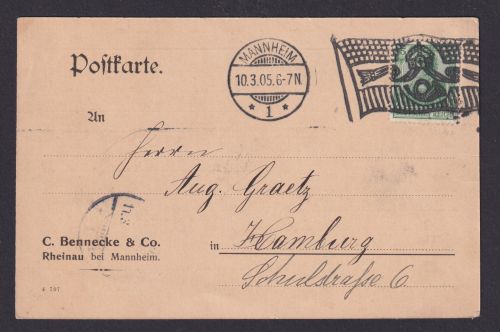 Postkarte.
MANNHEIM
10.3.05.6-7N.
* 1 *
An
Herrn
Aug. Graetz
C. Bennecke & Co.
Rheinau bei Mannheim.
in Hamburg
Schulstraße 6.